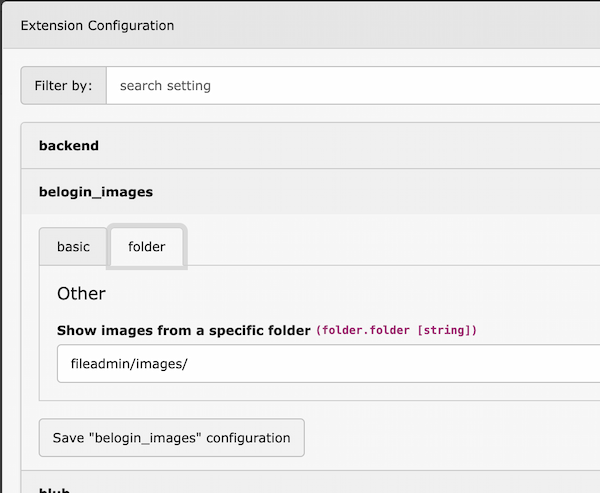 Extension Configuration
Filter by: search setting
backend
belogin_images
basic folder
Other
Show images from a specific folder (folder.folder [string])
fileadmin/images/
Save "belogin_images" configuration